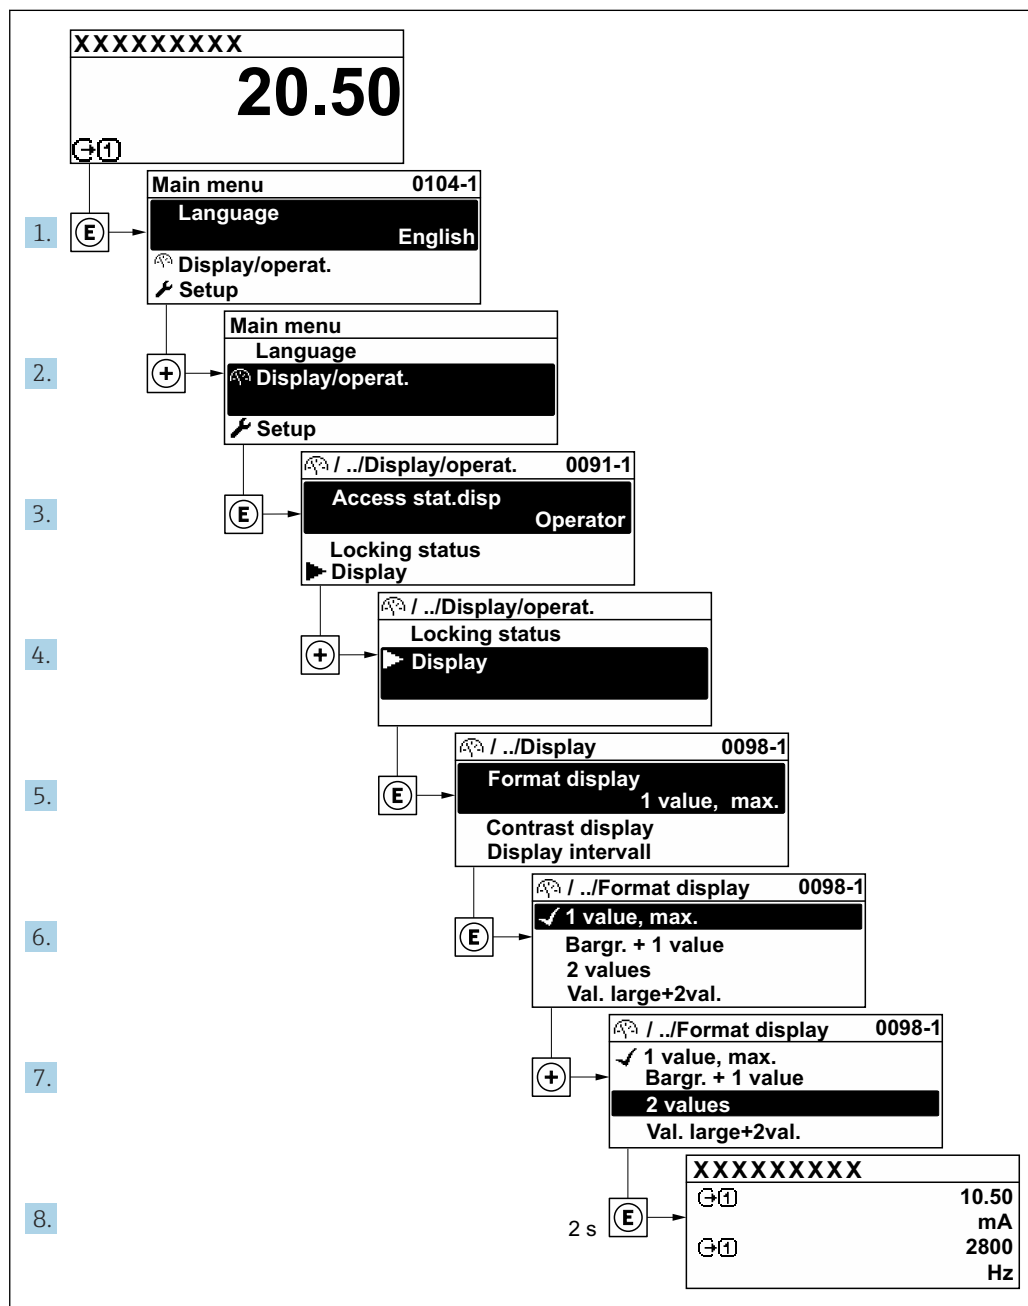 XXXXXXXXX
20.50
1
Main menu 0104-1
1. E Language
English
Display/operat.
Setup
Main menu
Language
2. + Display/operat.
Setup
/ ../Display/operat. 0091-1
3. E Access stat.disp
Operator
Locking status
Display
/ ../Display/operat.
Locking status
4. + Display
/ ../Display 0098-1
5. E Format display
1 value, max.
Contrast display
Display intervall
/ ../Format display 0098-1
1 value, max.
6. E Bargr. + 1 value
2 values
Val. large+2val.
/ ../Format display 0098-1
1 value, max.
7. + Bargr. + 1 value
2 values
Val. large+2val.
XXXXXXXXX
1 10.50
8. 2 s E mA
1 2800
Hz